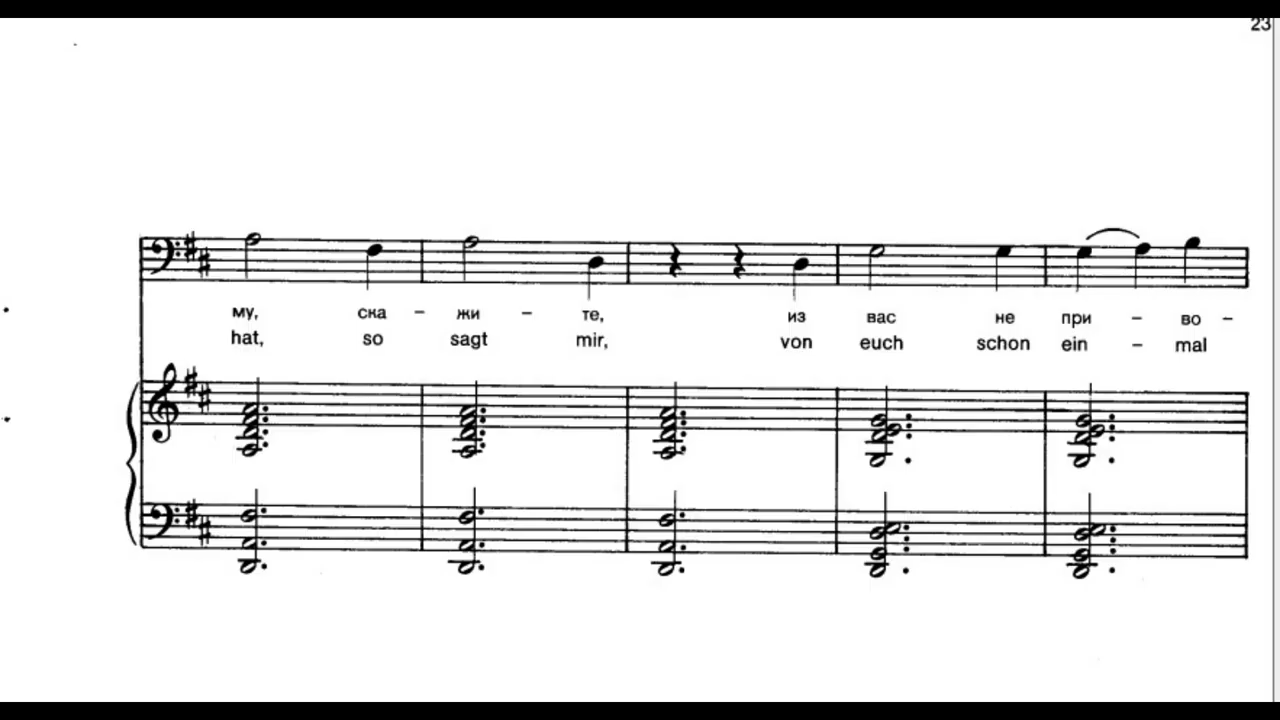 23
му, ска – жи – те, из вас не при – во –
hat, so sagt mir, von euch schon ein – mal